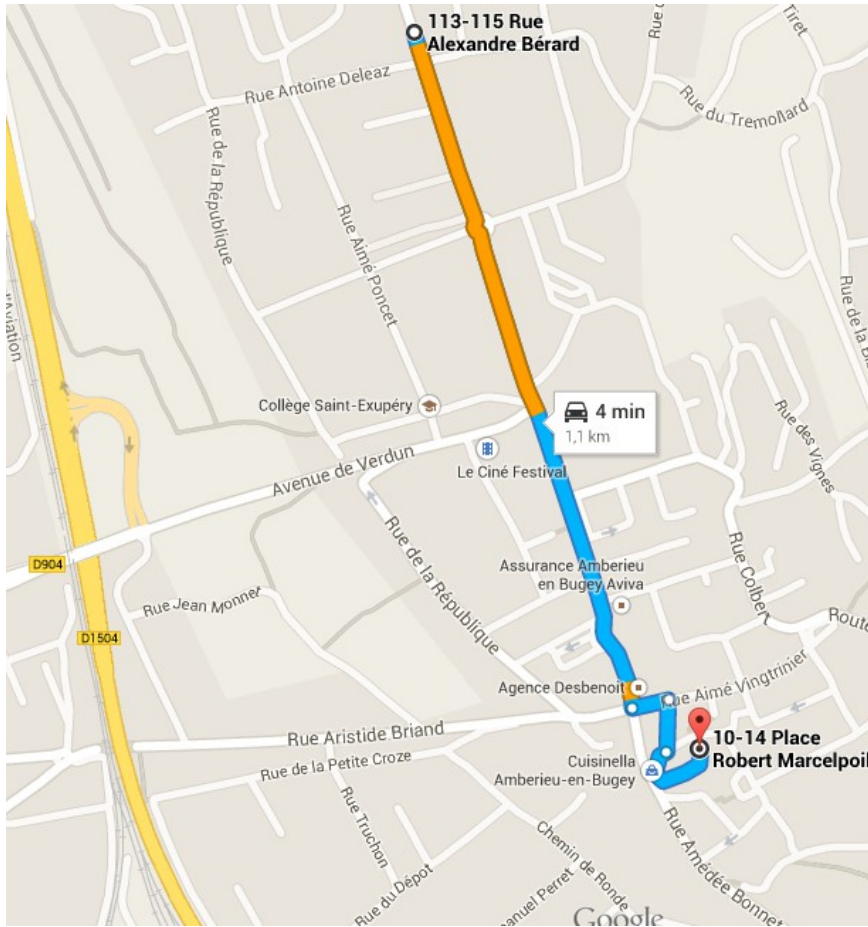 113-115 Rue
Alexandre Bérard
Rue Antoine Deleaz
Tiret
Rue du Tremollard
Rue de la République
Rue Aimé Poncet
d'Aviation
Collège Saint-Exupéry
4 min
1,1 km
Le Ciné Festival
Avenue de Verdun
Rue des Vignes
D904
Rue de la République
Assurance Amberieu
en Bugey Aviva
Rue Colbert
Rue Jean Monnet
D1504
Route
Agence Desbenoit
Rue Aimé Vingtrinier
Rue Aristide Briand
10-14 Place
Robert Marcelpoil
Rue de la Petite Croze
Cuisinella
Amberieu-en-Bugey
Rue Truchon
Rue Amédée Bonnet
Chemin de Ronde
Rue du Dépôt
Google